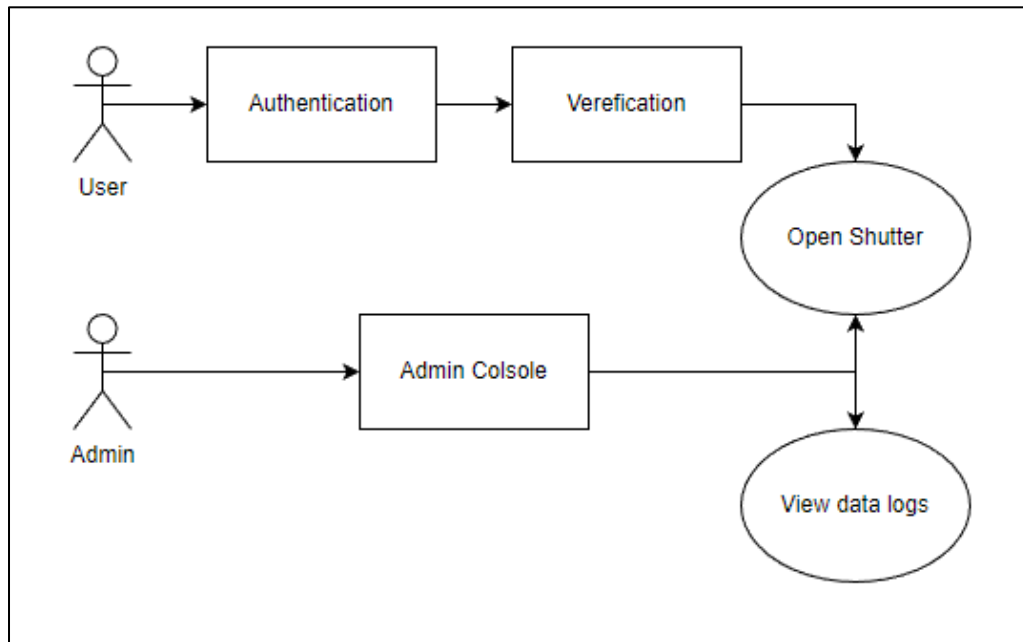 Authentication
Verefication
User
Open Shutter
Admin Colsole
Admin
View data logs